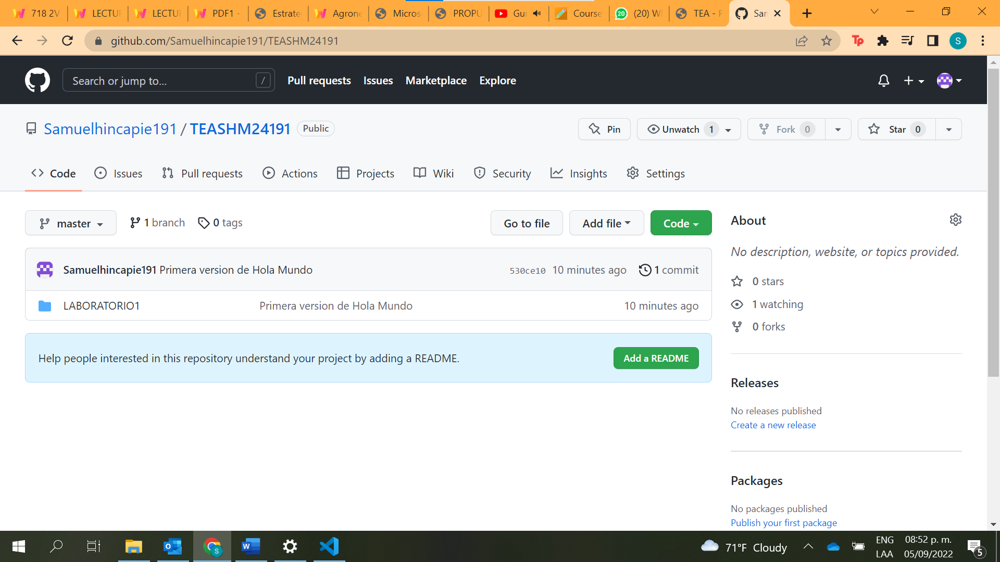 718 2V
LECTUR
LECTUR
PDF1 -
Estrate
Agrone
Micros
PROPU
Gur
Course
(20) W
TEA - P
Sam
github.com/Samuelhincapie191/TEASHM24191
S
Search or jump to...
/
Pull requests
Issues
Marketplace
Explore
Samuelhincapie191 / TEASHM24191
Public
Pin
Unwatch 1
Fork 0
Star 0
Code
Issues
Pull requests
Actions
Projects
Wiki
Security
Insights
Settings
master
1 branch
0 tags
Go to file
Add file
Code
Samuelhincapie191 Primera version de Hola Mundo
530ce10 10 minutes ago
1 commit
LABORATORIO1
Primera version de Hola Mundo
10 minutes ago
Help people interested in this repository understand your project by adding a README.
Add a README
About
No description, website, or topics provided.
0 stars
1 watching
0 forks
Releases
No releases published
Create a new release
Packages
No packages published
Publish your first package
71°F Cloudy
ENG
LAA
08:52 p. m.
05/09/2022
5